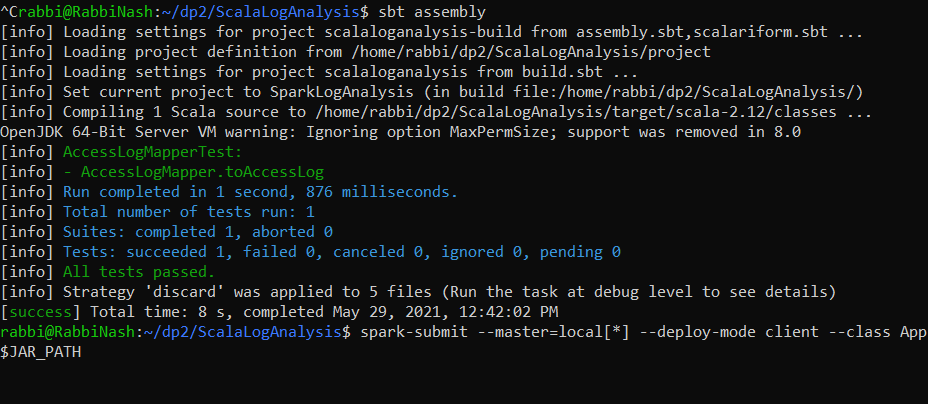 ^Crabbi@RabbiNash:~/dp2/ScalaLogAnalysis$ sbt assembly
[info] Loading settings for project scalaloganalysis-build from assembly.sbt,scalariform.sbt ...
[info] Loading project definition from /home/rabbi/dp2/ScalaLogAnalysis/project
[info] Loading settings for project scalaloganalysis from build.sbt ...
[info] Set current project to SparkLogAnalysis (in build file:/home/rabbi/dp2/ScalaLogAnalysis/)
[info] Compiling 1 Scala source to /home/rabbi/dp2/ScalaLogAnalysis/target/scala-2.12/classes ...
OpenJDK 64-Bit Server VM warning: Ignoring option MaxPermSize; support was removed in 8.0
[info] AccessLogMapperTest:
[info] - AccessLogMapper.toAccessLog
[info] Run completed in 1 second, 876 milliseconds.
[info] Total number of tests run: 1
[info] Suites: completed 1, aborted 0
[info] Tests: succeeded 1, failed 0, canceled 0, ignored 0, pending 0
[info] All tests passed.
[info] Strategy 'discard' was applied to 5 files (Run the task at debug level to see details)
[success] Total time: 8 s, completed May 29, 2021, 12:42:02 PM
rabbi@RabbiNash:~/dp2/ScalaLogAnalysis$ spark-submit --master=local[*] --deploy-mode client --class App
$JAR_PATH